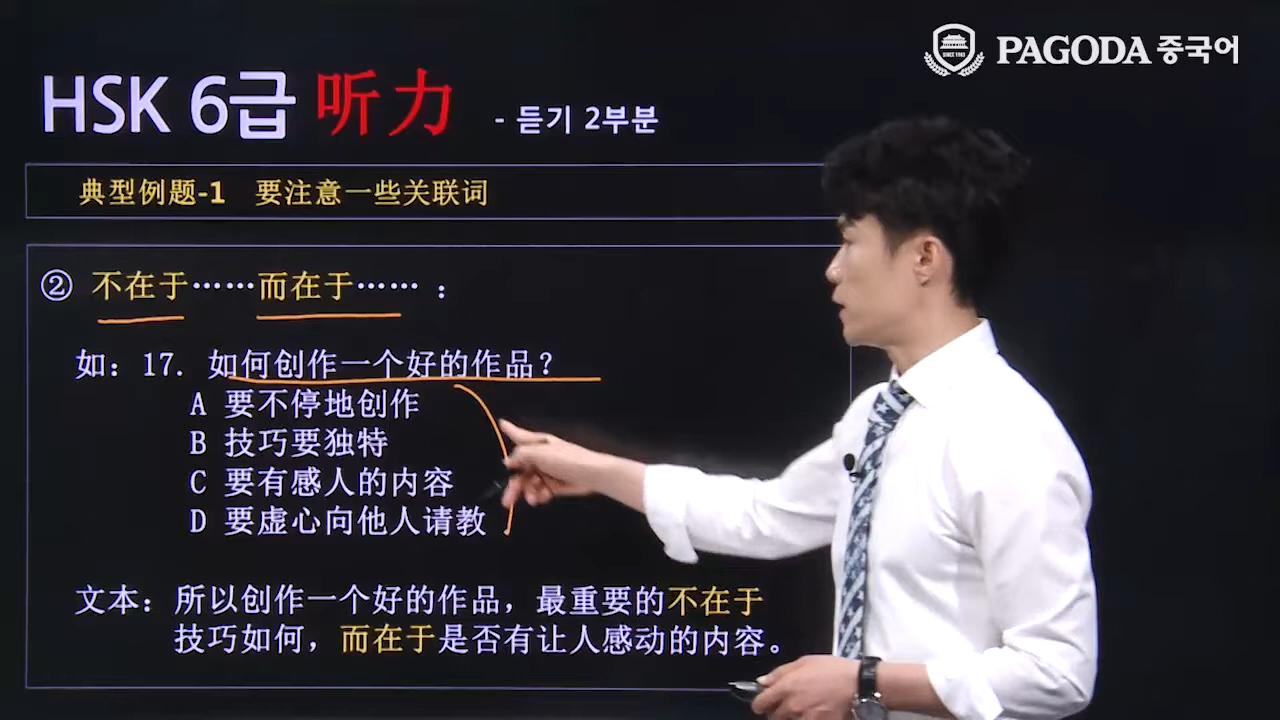 SINCE 1983
PAGODA 중국어
HSK 6급 听力 - 듣기 2부분
典型例题-1 要注意一些关联词
② 不在于……而在于……：
如：17. 如何创作一个好的作品？
A 要不停地创作
B 技巧要独特
C 要有感人的内容
D 要虚心向他人请教
文本：所以创作一个好的作品，最重要的不在于
技巧如何，而在于是否有让人感动的内容。